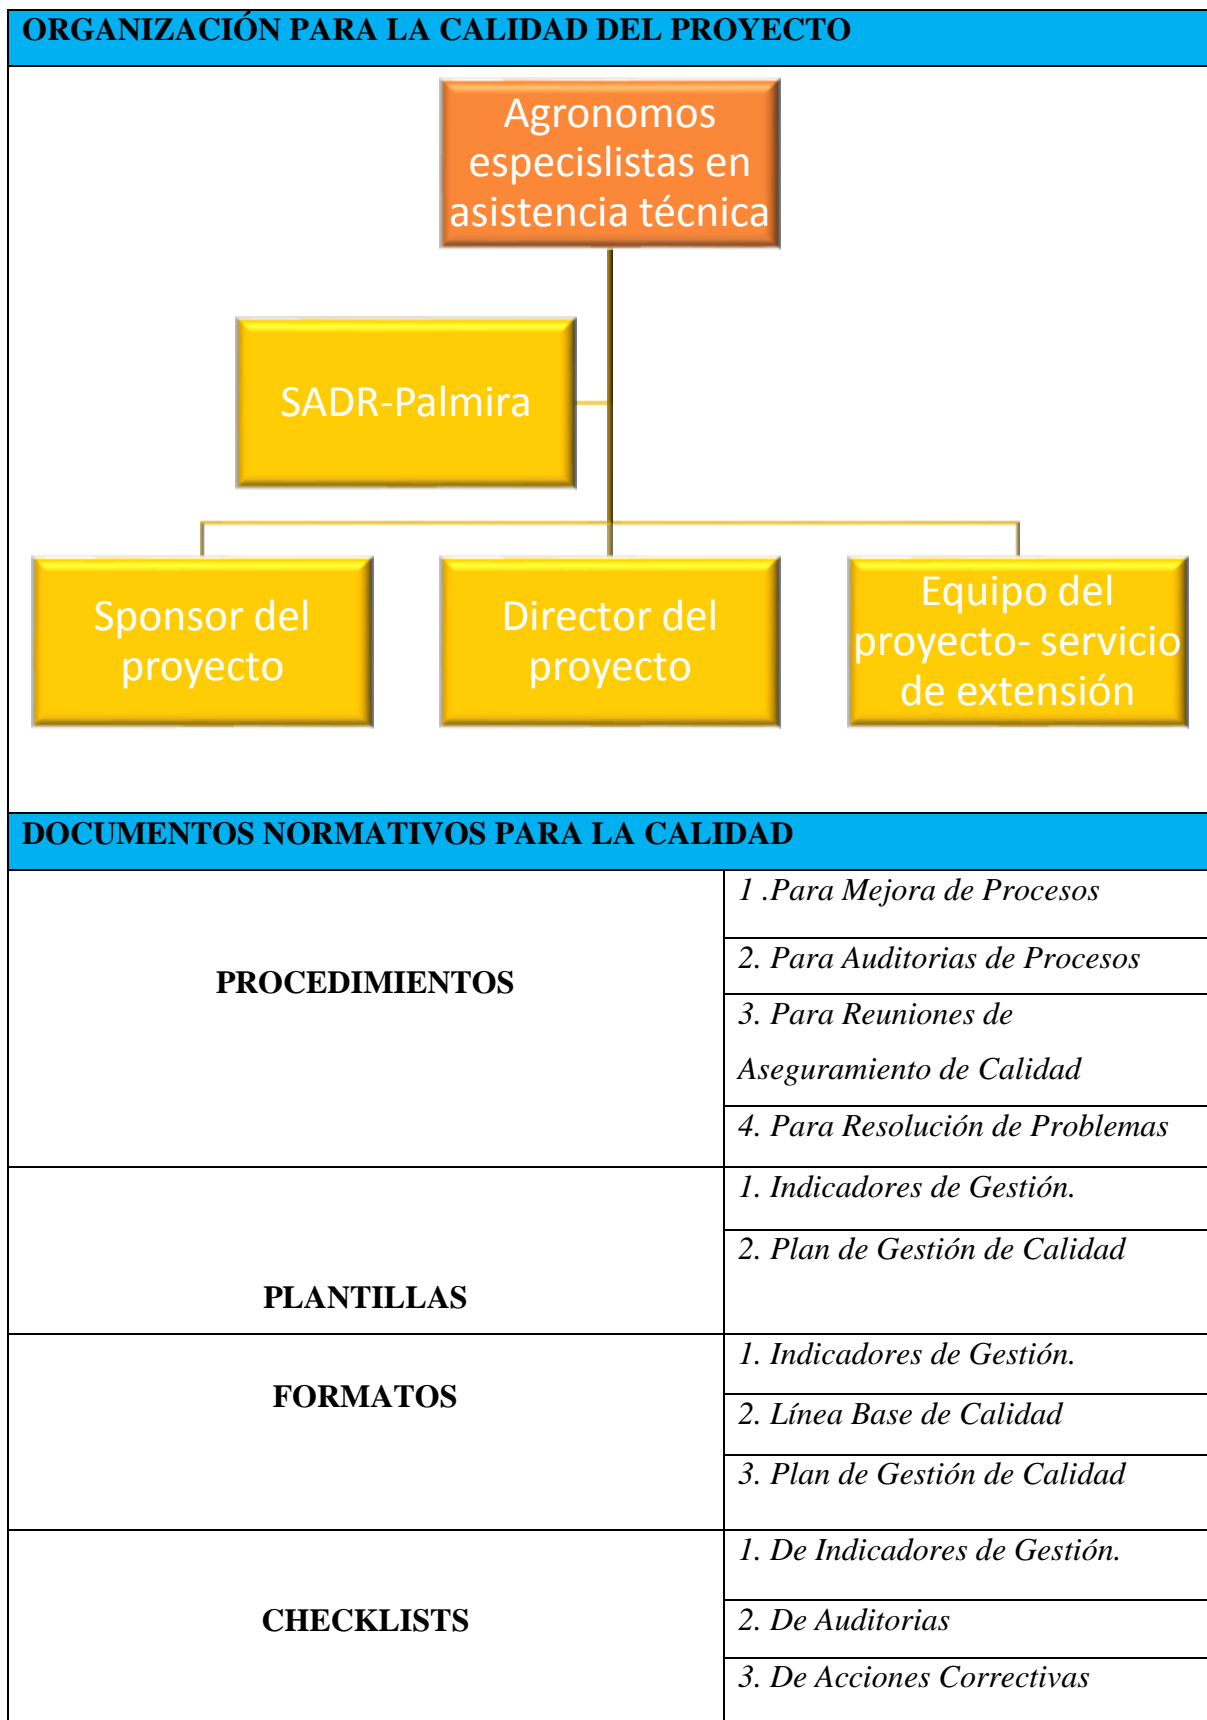 ORGANIZACIÓN PARA LA CALIDAD DEL PROYECTO
Agronomos
especislistas en
asistencia técnica
SADR-Palmira
Sponsor del
proyecto
Director del
proyecto
Equipo del
proyecto- servicio
de extensión
DOCUMENTOS NORMATIVOS PARA LA CALIDAD
PROCEDIMIENTOS
1 .Para Mejora de Procesos
2. Para Auditorias de Procesos
3. Para Reuniones de
Aseguramiento de Calidad
4. Para Resolución de Problemas
PLANTILLAS
1. Indicadores de Gestión.
2. Plan de Gestión de Calidad
FORMATOS
1. Indicadores de Gestión.
2. Línea Base de Calidad
3. Plan de Gestión de Calidad
CHECKLISTS
1. De Indicadores de Gestión.
2. De Auditorias
3. De Acciones Correctivas